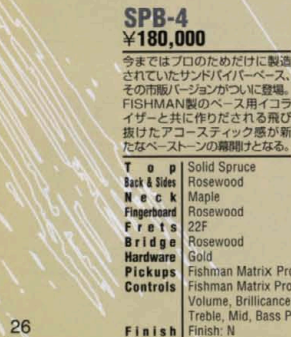 SPB-4
¥180,000
今まではプロのためだけに製造
されていたサンドバイパーベース、
その市販バージョンがついに登場。
FISHMAN製のベース用イコラ
イザーと共に作りだされる飛び
抜けたアコースティック感が新
たなベーストーンの幕開けとなる。
Top Solid Spruce
Back & Sides Rosewood
Neck Maple
Fingerboard Rosewood
Frets 22F
Bridge Rosewood
Hardware Gold
Pickups Fishman Matrix Pro
Controls Fishman Matrix Pro
Volume, Brillicance
Treble, Mid, Bass P
Finish Finish: N
26